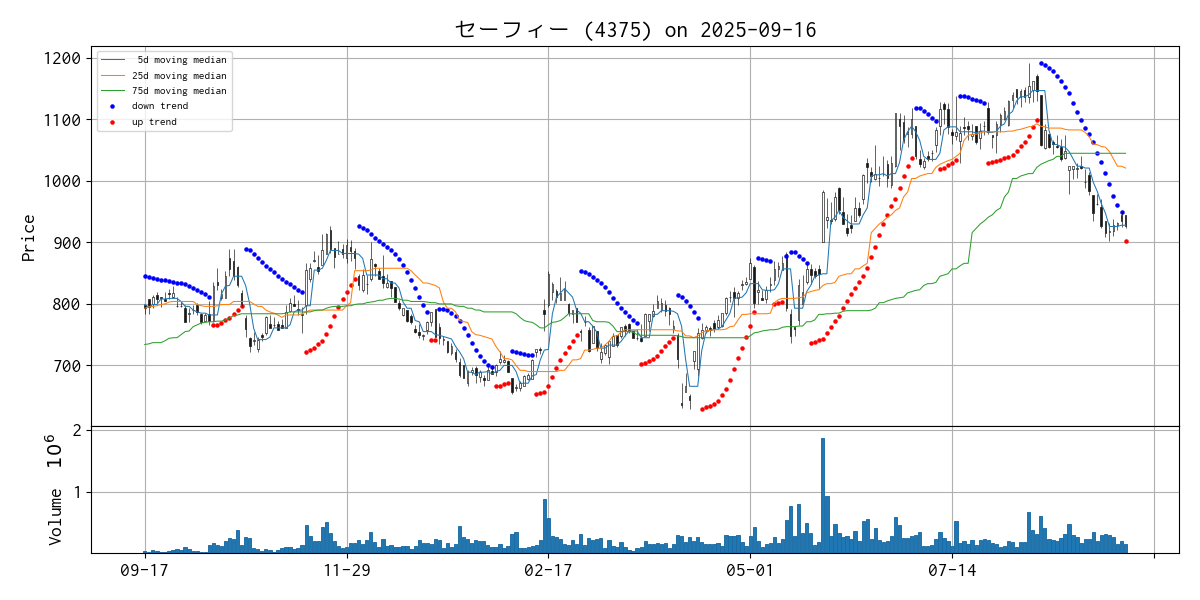 セーフィー (4375) on 2025-09-16
5d moving median
25d moving median
75d moving median
down trend
up trend
Price
1200
1100
1000
900
800
700
Volume 10^6
2
1
09-17
11-29
02-17
05-01
07-14